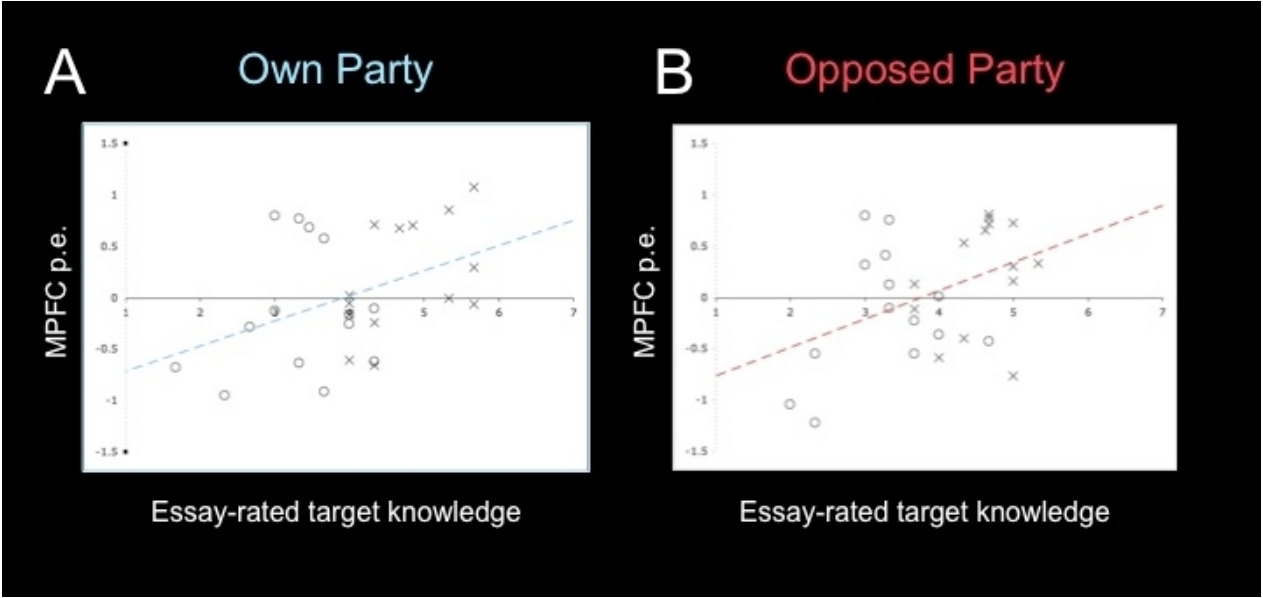 A
Own Party
1.5
1
0.5
0
-0.5
-1
-1.5
1 2 3 4 5 6 7
MPFC p.e.
Essay-rated target knowledge
B
Opposed Party
1.5
1
0.5
0
-0.5
-1
-1.5
1 2 3 4 5 6 7
MPFC p.e.
Essay-rated target knowledge